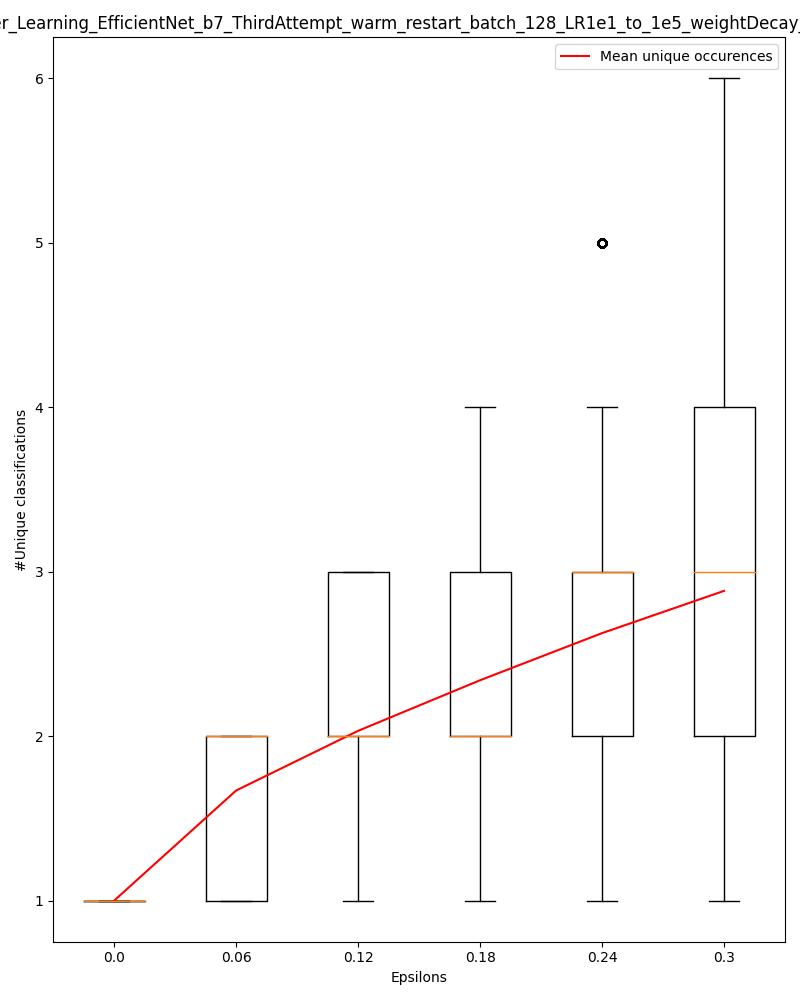 er_Learning_EfficientNet_b7_ThirdAttempt_warm_restart_batch_128_LR1e1_to_1e5_weightDecay_
Mean unique occurences
6
5
4
3
2
1
#Unique classifications
0.0 0.06 0.12 0.18 0.24 0.3
Epsilons